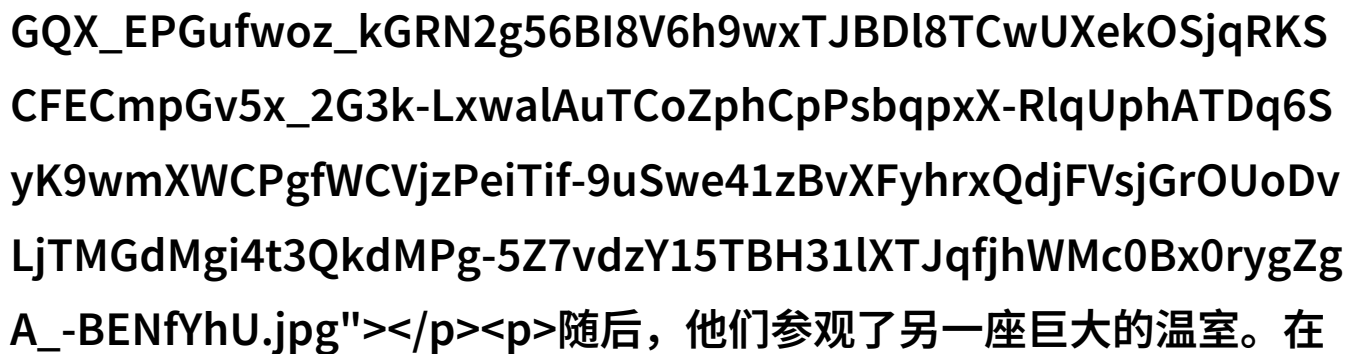 GQX_EPGufwoz_kGRN2g56BI8V6h9wxTJBDl8TCwUXekOSjqRKS
CFECmpGv5x_2G3k-LxwalAuTCoZphCpPsbqpxX-RlqUphATDq6S
yK9wmXWCPgfWCVjzPeiTif-9uSwe41zBvXFyhrxQdjFVsjGrOUoDv
LjTMGdMgi4t3QkdMPg-5Z7vdzY15TBH31lXTJqfjhWMc0Bx0rygZg
A_-BENfYhU.jpg"></p><p>随后，他们参观了另一座巨大的温室。在